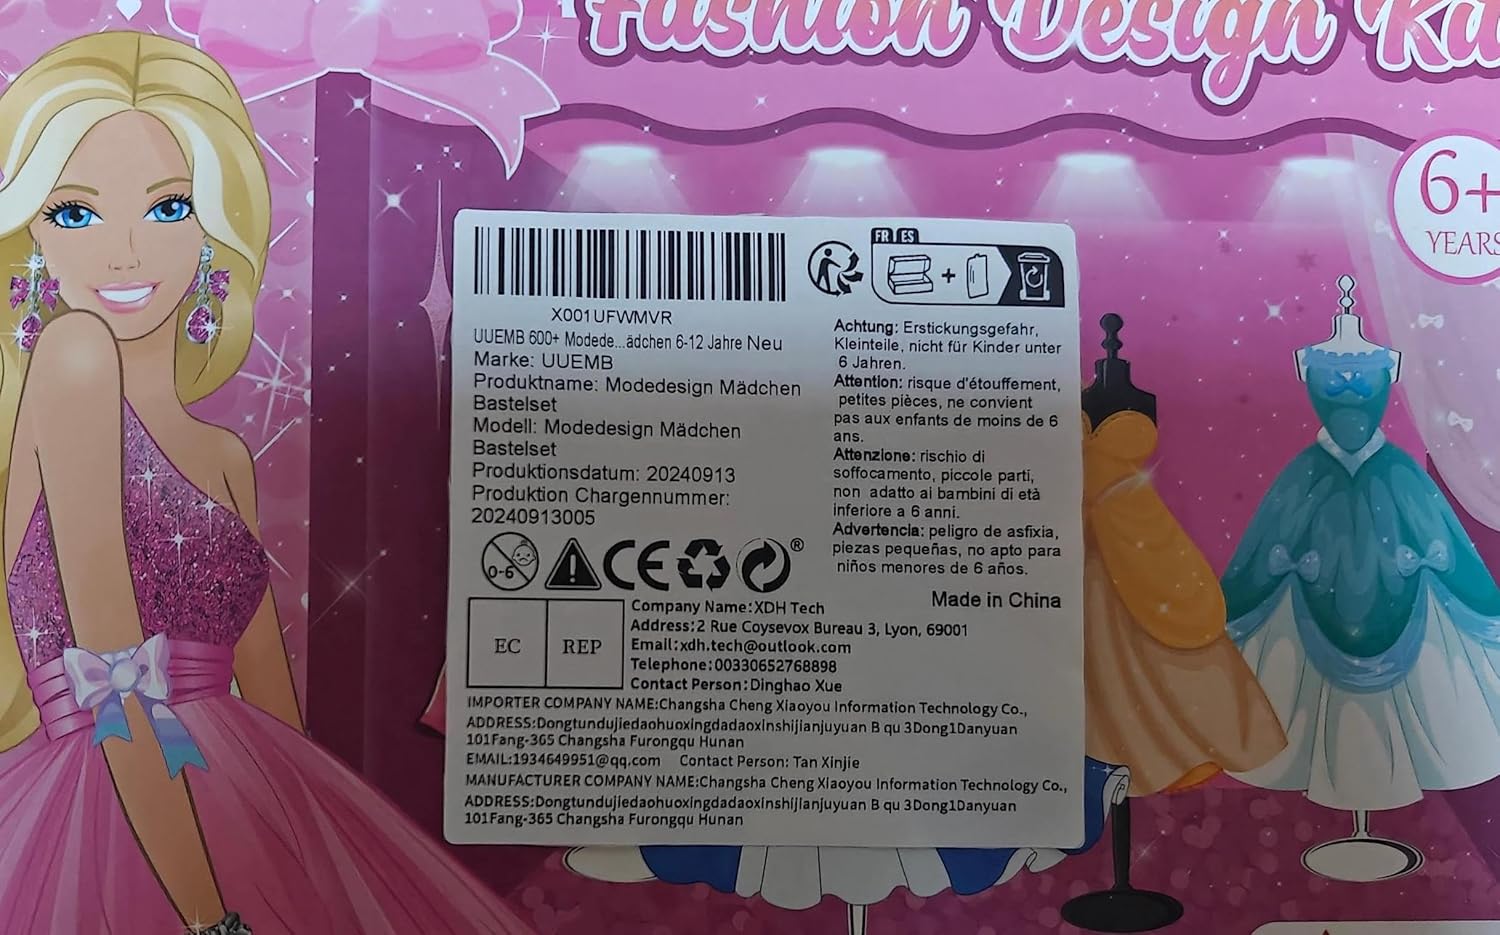 Fashion Design Kit
6+
YEARS
X001UFWMVR
UUEMB 600+ Modede...ädchen 6-12 Jahre Neu
Marke: UUEMB
Produktname: Modedesign Mädchen
Bastelset
Modell: Modedesign Mädchen
Bastelset
Produktionsdatum: 20240913
Produktion Chargennummer:
20240913005
0-6
CE
®
FR ES
+
Achtung: Erstickungsgefahr,
Kleinteile, nicht für Kinder unter
6 Jahren.
Attention: risque d'étouffement,
petites pièces, ne convient
pas aux enfants de moins de 6
ans.
Attenzione: rischio di
soffocamento, piccole parti,
non adatto ai bambini di età
inferiore a 6 anni.
Advertencia: peligro de asfixia,
piezas pequeñas, no apto para
niños menores de 6 años.
Made in China
EC REP
Company Name:XDH Tech
Address:2 Rue Coysevox Bureau 3, Lyon, 69001
Email:xdh.tech@outlook.com
Telephone:00330652768898
Contact Person:Dinghao Xue
IMPORTER COMPANY NAME:Changsha Cheng Xiaoyou Information Technology Co.,
ADDRESS:Dongtundujiedaohuoxingdadaoxinshijianjuyuan B qu 3Dong1Danyuan
101Fang-365 Changsha Furongqu Hunan
EMAIL:1934649951@qq.com Contact Person: Tan Xinjie
MANUFACTURER COMPANY NAME:Changsha Cheng Xiaoyou Information Technology Co.,
ADDRESS:Dongtundujiedaohuoxingdadaoxinshijianjuyuan B qu 3Dong1Danyuan
101Fang-365 Changsha Furongqu Hunan